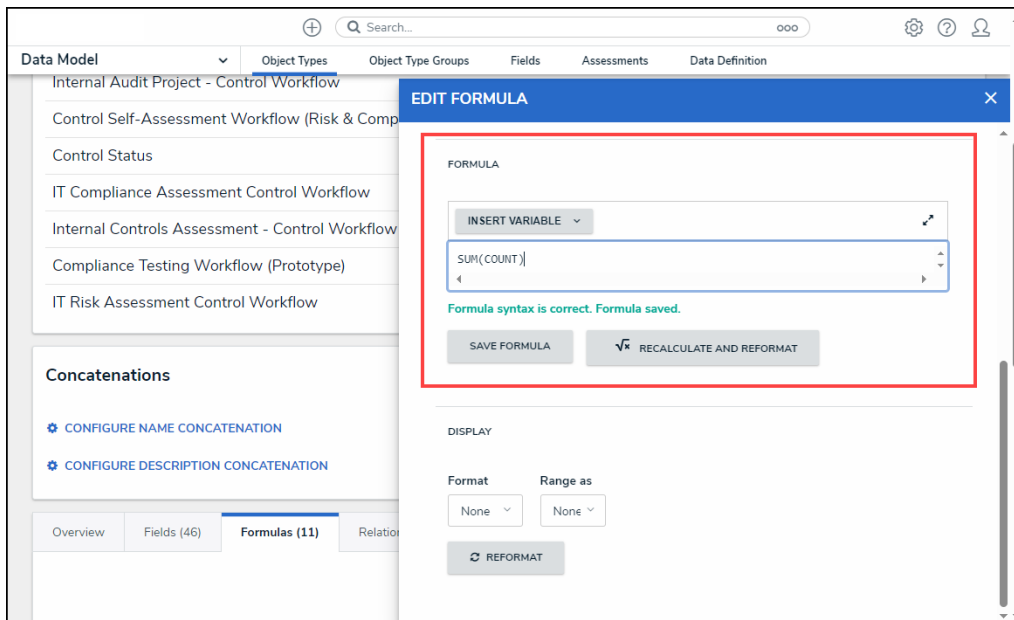 Search...
ooo
Data Model
Object Types
Object Type Groups
Fields
Assessments
Data Definition
Internal Audit Project - Control Workflow
Control Self-Assessment Workflow (Risk & Comp
Control Status
IT Compliance Assessment Control Workflow
Internal Controls Assessment - Control Workflow
Compliance Testing Workflow (Prototype)
IT Risk Assessment Control Workflow
Concatenations
CONFIGURE NAME CONCATENATION
CONFIGURE DESCRIPTION CONCATENATION
Overview
Fields (46)
Formulas (11)
Relation
EDIT FORMULA
FORMULA
INSERT VARIABLE
SUM(COUNT)
Formula syntax is correct. Formula saved.
SAVE FORMULA
√x RECALCULATE AND REFORMAT
DISPLAY
Format
Range as
None
None
REFORMAT